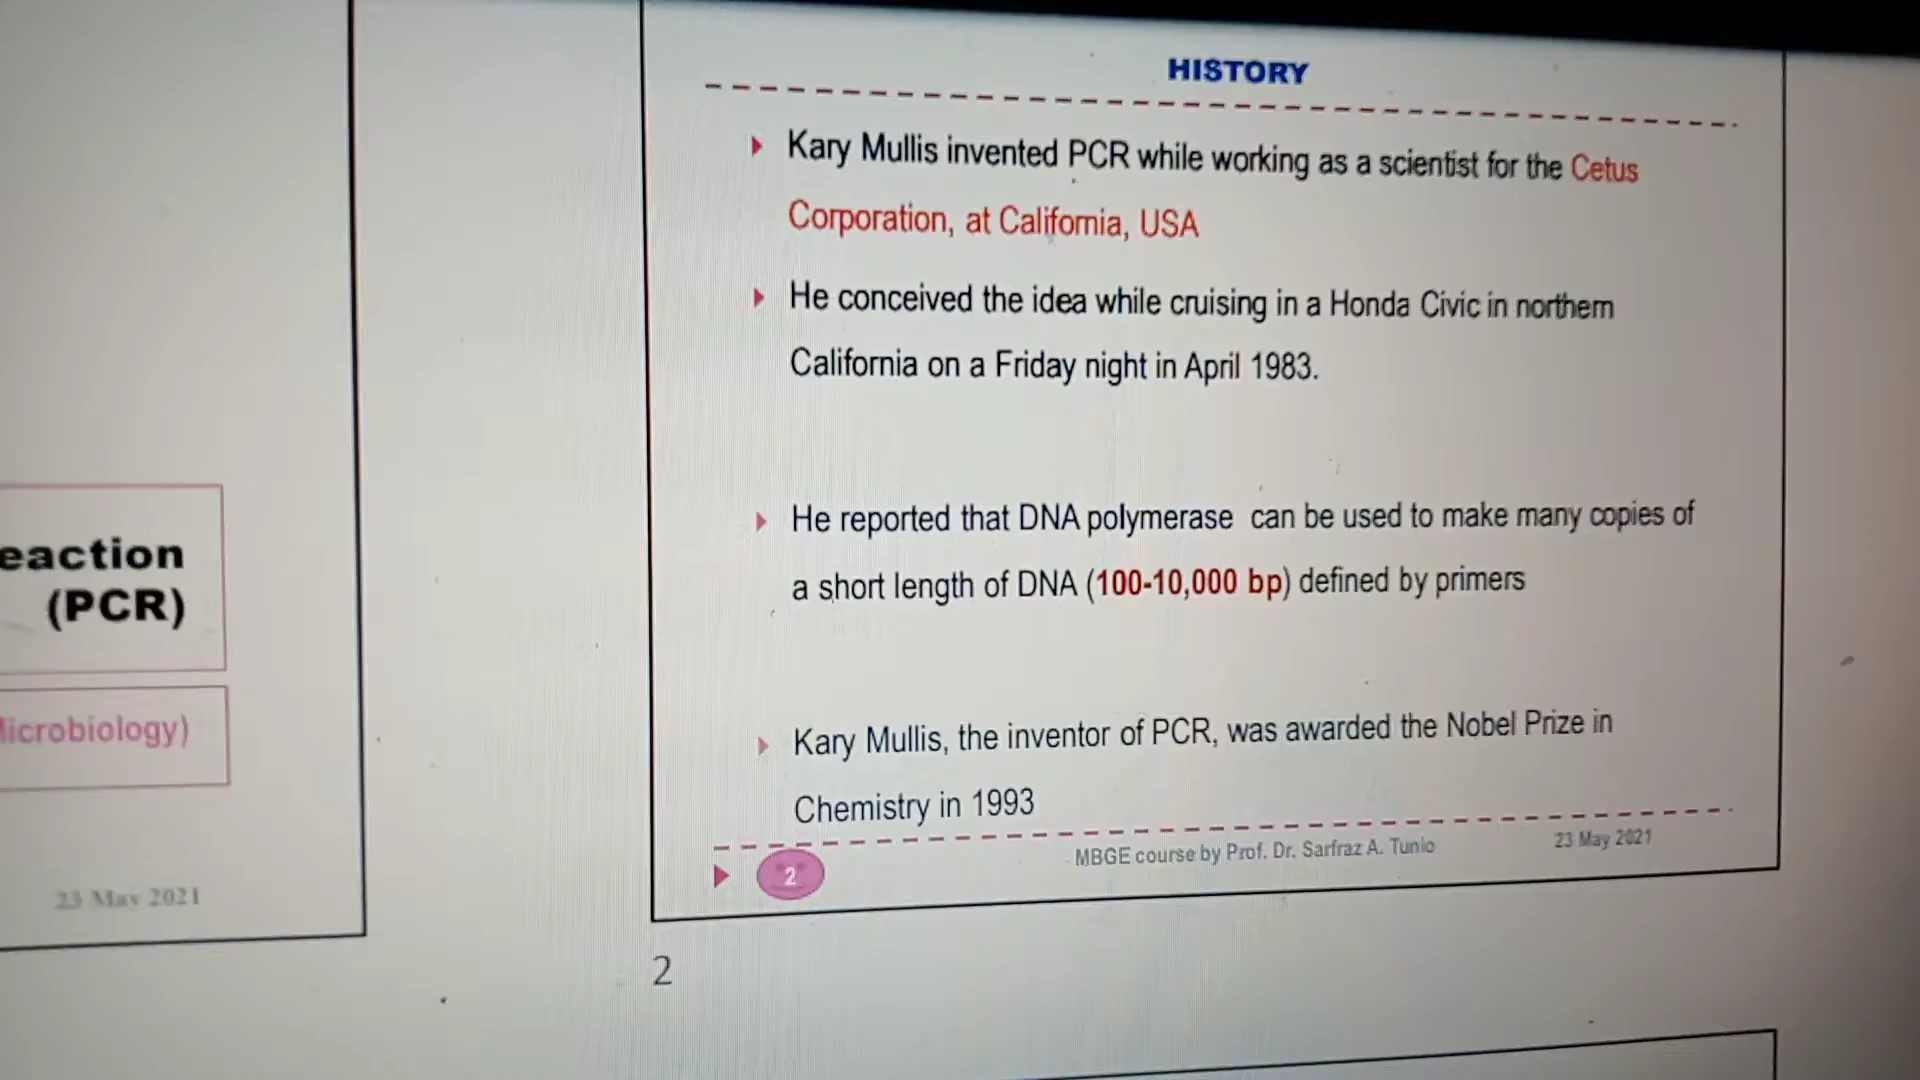 eaction
(PCR)
icrobiology)
23 May 2021
HISTORY
Kary Mullis invented PCR while working as a scientist for the Cetus
Corporation, at California, USA
He conceived the idea while cruising in a Honda Civic in northern
California on a Friday night in April 1983.
He reported that DNA polymerase can be used to make many copies of
a short length of DNA (100-10,000 bp) defined by primers
Kary Mullis, the inventor of PCR, was awarded the Nobel Prize in
Chemistry in 1993
2
MBGE course by Prof. Dr. Sarfraz A. Tunio
23 May 2021
2